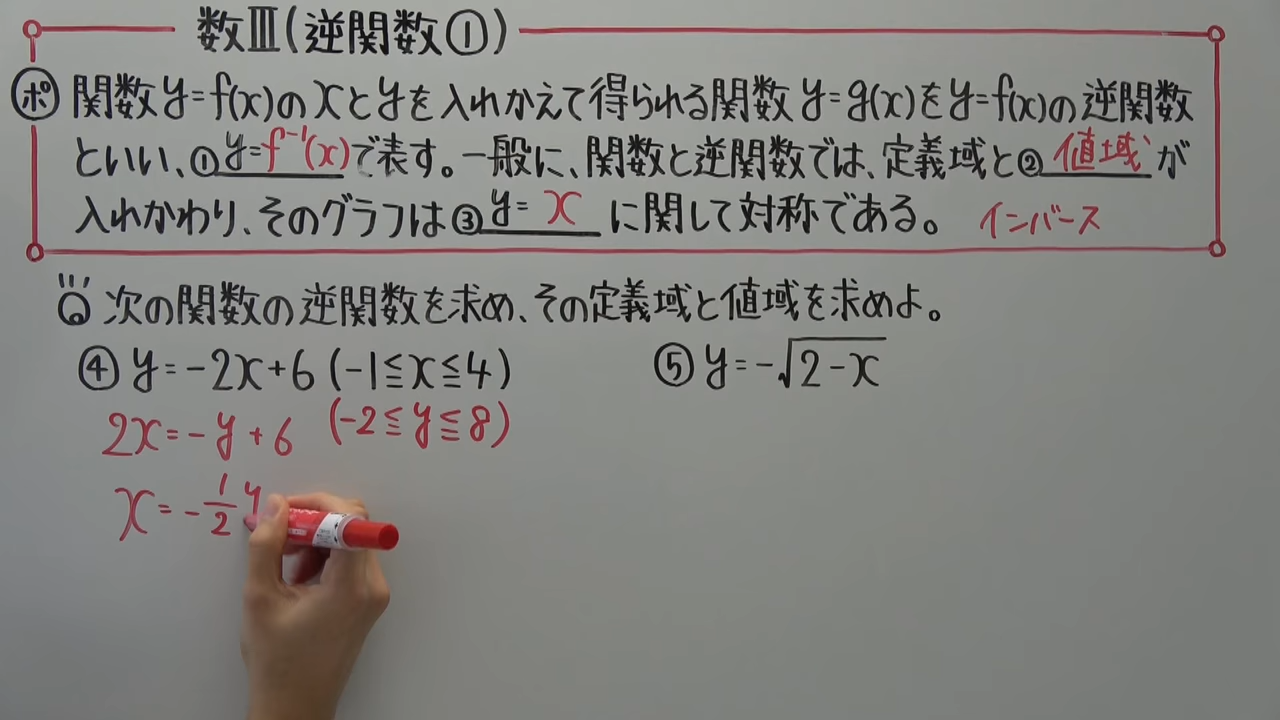 数Ⅲ(逆関数①)
ポ 関数y=f(x)のxとyを入れかえて得られる関数y=g(x)をy=f(x)の逆関数
といい、①y=f⁻¹(x)で表す。一般に、関数と逆関数では、定義域と②値域が
入れかわり、そのグラフは③y=xに関して対称である。 インバース
Q 次の関数の逆関数を求め、その定義域と値域を求めよ。
④ y=-2x+6 (-1≦x≦4)
2x=-y+6 (-2≦y≦8)
x=-1/2y
⑤ y=-√(2-x)